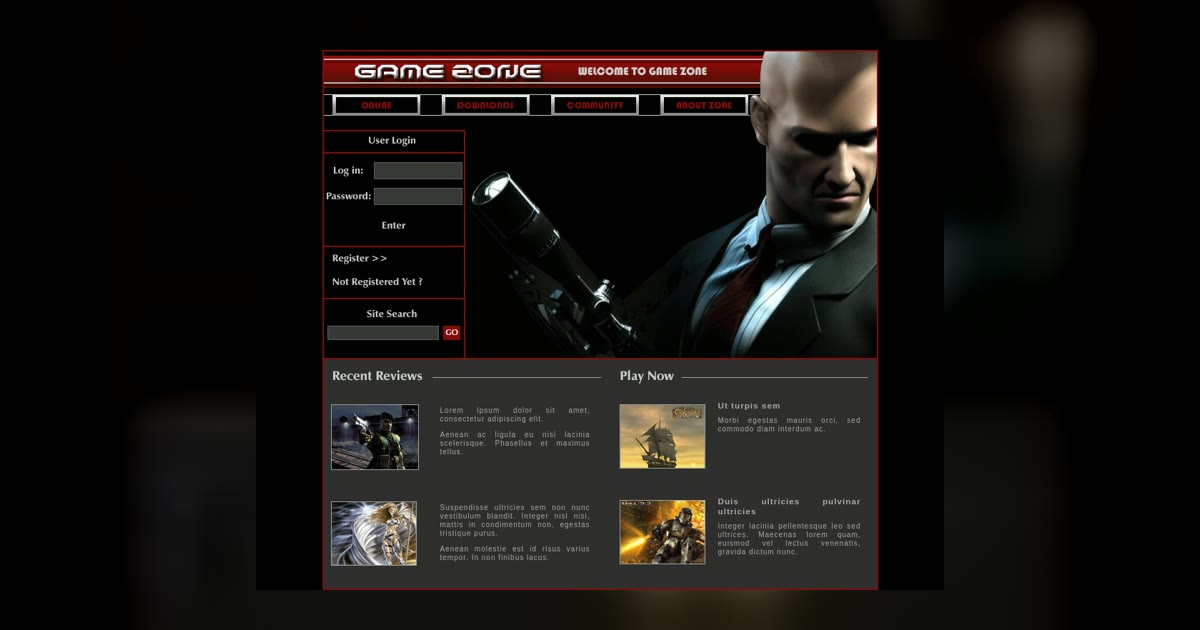 GAME ZONE
WELCOME TO GAME ZONE
ONLINE
DOWNLONDS
COMMUNITY
ABOUT ZONE
User Login
Log in:
Password:
Enter
Register >>
Not Registered Yet ?
Site Search
GO
Recent Reviews
Lorem ipsum dolor sit amet,
consectetur adipiscing elit.
Aenean ac ligula eu nisi lacinia
scelerisque. Phasellus et maximus
tellus.
Suspendisse ultricies sem non nunc
vestibulum blandit. Integer nisl nisi,
mattis in condimentum non, egestas
tristique purus.
Aenean molestie est id risus varius
tempor. In non finibus lacus.
Play Now
Ut turpis sem
Morbi egestas mauris orci, sed
commodo diam interdum ac.
Duis ultricies pulvinar
ultricies
Integer lacinia pellentesque leo sed
ultrices. Maecenas lorem quam,
euismod vel lectus venenatis,
gravida dictum nunc.